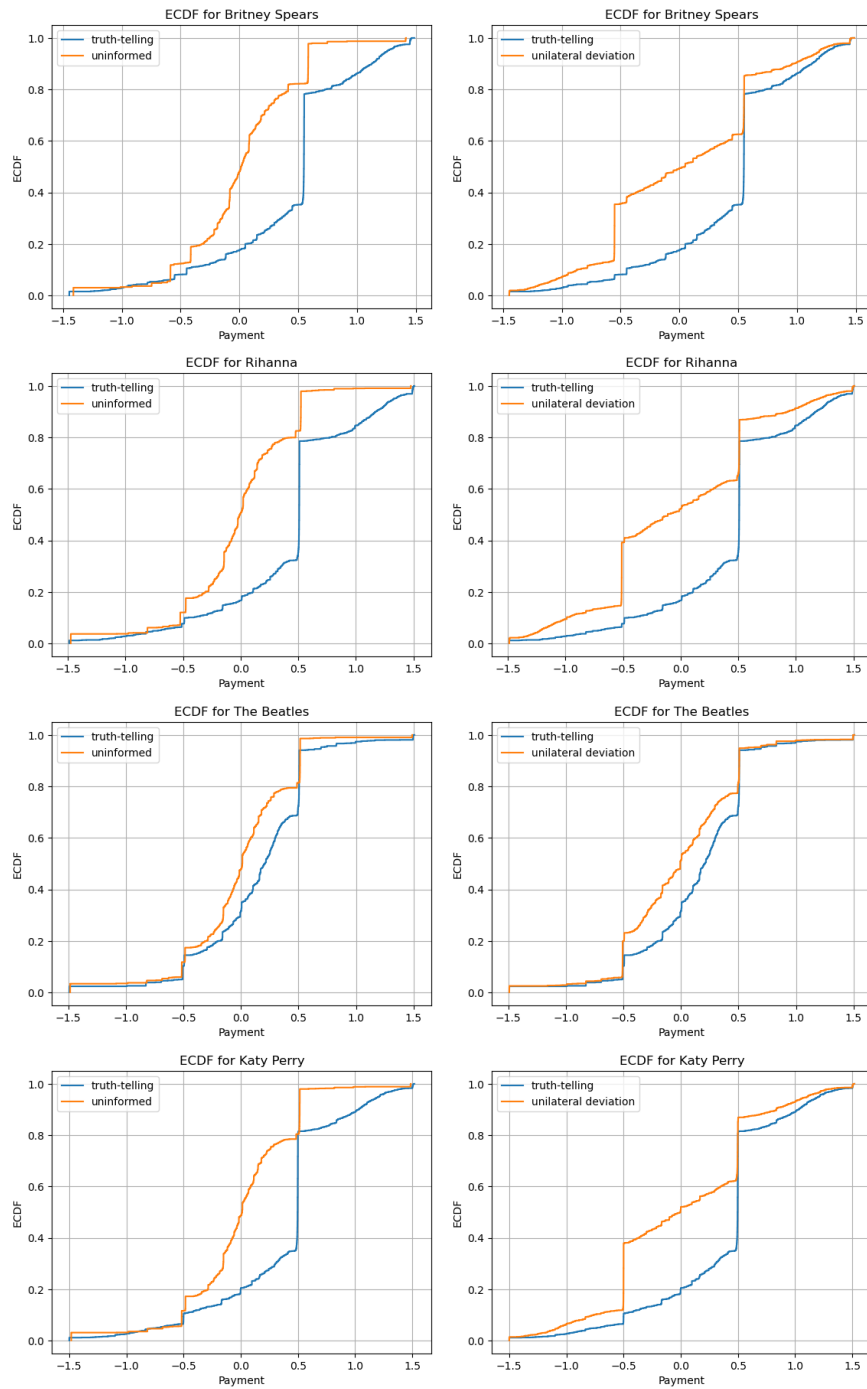 ECDF for Britney Spears
truth-telling
uninformed
ECDF
1.0
0.8
0.6
0.4
0.2
0.0
−1.5 −1.0 −0.5 0.0 0.5 1.0 1.5
Payment
ECDF for Britney Spears
truth-telling
unilateral deviation
ECDF
1.0
0.8
0.6
0.4
0.2
0.0
−1.5 −1.0 −0.5 0.0 0.5 1.0 1.5
Payment
ECDF for Rihanna
truth-telling
uninformed
ECDF
1.0
0.8
0.6
0.4
0.2
0.0
−1.5 −1.0 −0.5 0.0 0.5 1.0 1.5
Payment
ECDF for Rihanna
truth-telling
unilateral deviation
ECDF
1.0
0.8
0.6
0.4
0.2
0.0
−1.5 −1.0 −0.5 0.0 0.5 1.0 1.5
Payment
ECDF for The Beatles
truth-telling
uninformed
ECDF
1.0
0.8
0.6
0.4
0.2
0.0
−1.5 −1.0 −0.5 0.0 0.5 1.0 1.5
Payment
ECDF for The Beatles
truth-telling
unilateral deviation
ECDF
1.0
0.8
0.6
0.4
0.2
0.0
−1.5 −1.0 −0.5 0.0 0.5 1.0 1.5
Payment
ECDF for Katy Perry
truth-telling
uninformed
ECDF
1.0
0.8
0.6
0.4
0.2
0.0
−1.5 −1.0 −0.5 0.0 0.5 1.0 1.5
Payment
ECDF for Katy Perry
truth-telling
unilateral deviation
ECDF
1.0
0.8
0.6
0.4
0.2
0.0
−1.5 −1.0 −0.5 0.0 0.5 1.0 1.5
Payment